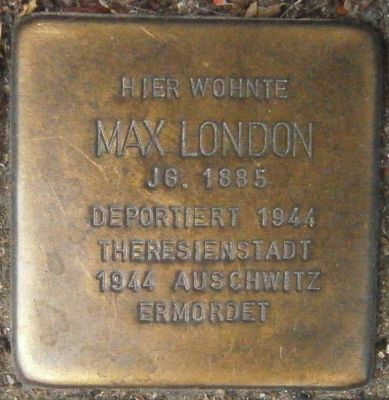 HIER WOHNTE
MAX LONDON
JG. 1885
DEPORTIERT 1944
THERESIENSTADT
1944 AUSCHWITZ
ERMORDET